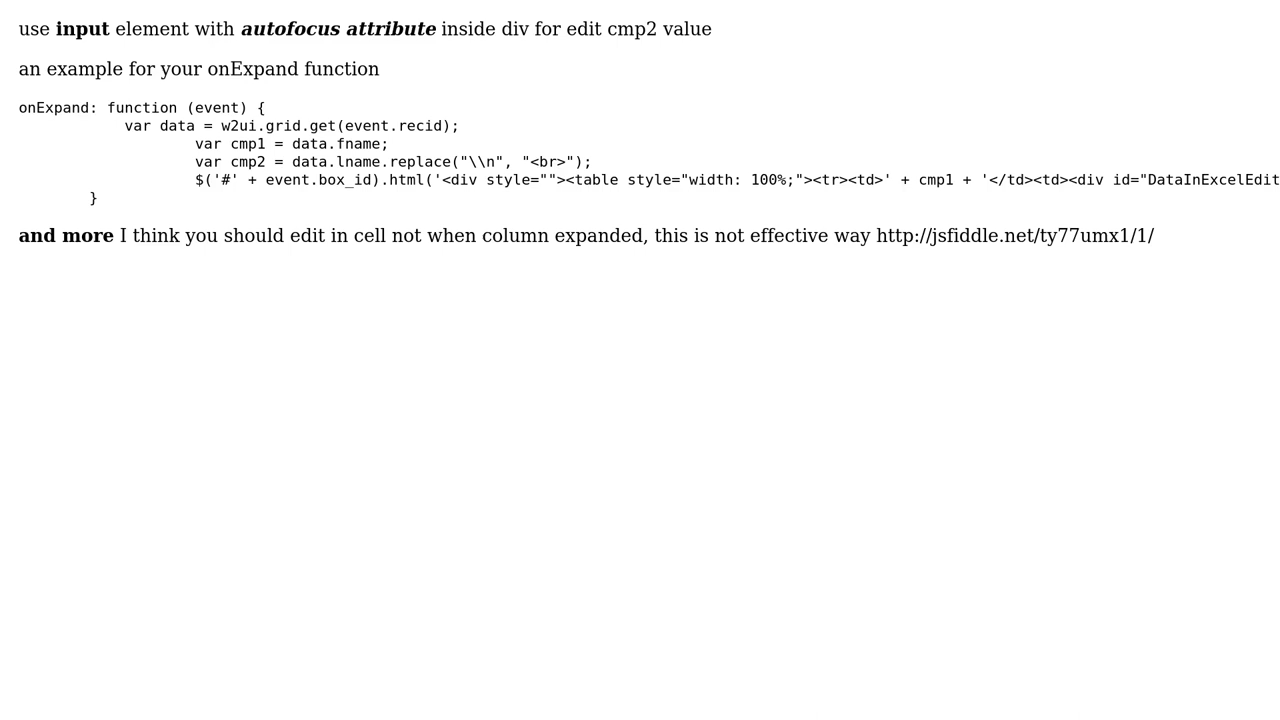 use input element with autofocus attribute inside div for edit cmp2 value
an example for your onExpand function
onExpand: function (event) {
            var data = w2ui.grid.get(event.recid);
                    var cmp1 = data.fname;
                    var cmp2 = data.lname.replace("\\n", "<br>");
                    $('#' + event.box_id).html('<div style=""><table style="width: 100%;"><tr><td>' + cmp1 + '</td><td><div id="DataInExcelEdit
        }
and more I think you should edit in cell not when column expanded, this is not effective way http://jsfiddle.net/ty77umx1/1/